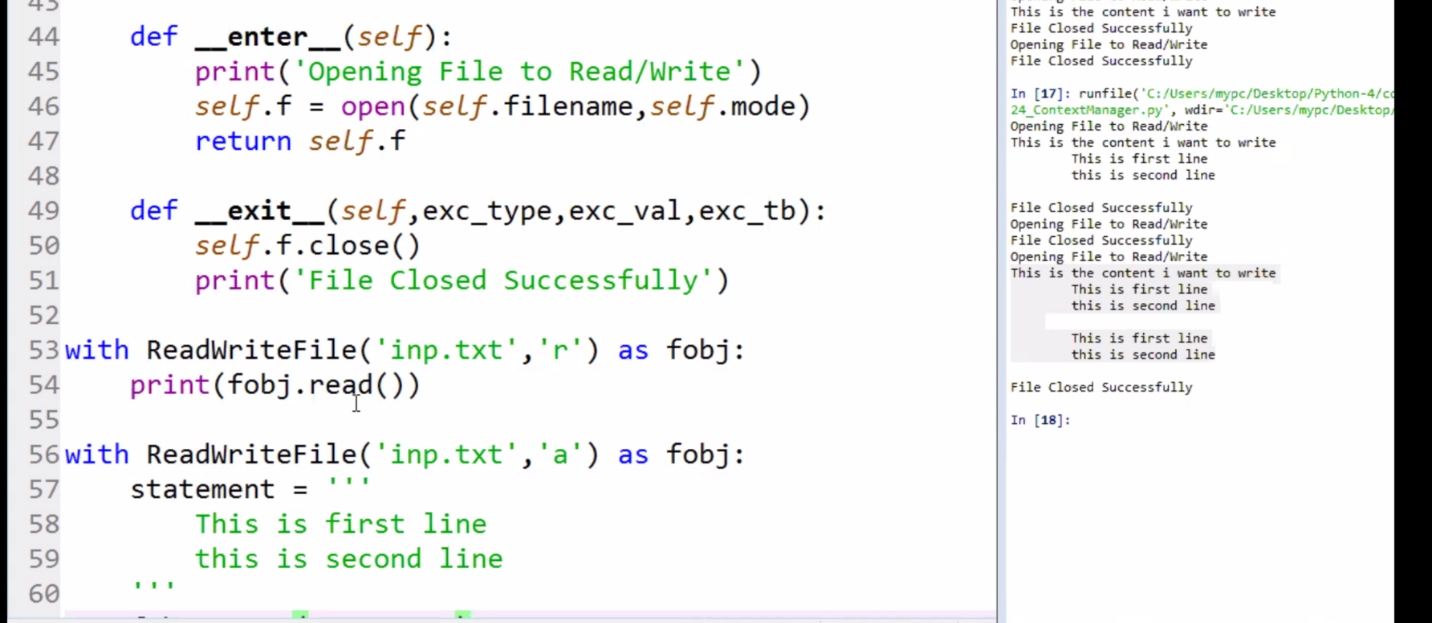 43
44 def __enter__(self):
45 print('Opening File to Read/Write')
46 self.f = open(self.filename,self.mode)
47 return self.f
48
49 def __exit__(self,exc_type,exc_val,exc_tb):
50 self.f.close()
51 print('File Closed Successfully')
52
53 with ReadWriteFile('inp.txt','r') as fobj:
54 print(fobj.read())
55
56 with ReadWriteFile('inp.txt','a') as fobj:
57 statement = '''
58 This is first line
59 this is second line
60 '''
This is the content i want to write
File Closed Successfully
Opening File to Read/Write
File Closed Successfully
In [17]: runfile('C:/Users/mypc/Desktop/Python-4/co
24_ContextManager.py', wdir='C:/Users/mypc/Desktop/
Opening File to Read/Write
This is the content i want to write
This is first line
this is second line
File Closed Successfully
Opening File to Read/Write
File Closed Successfully
Opening File to Read/Write
This is the content i want to write
This is first line
this is second line
This is first line
this is second line
File Closed Successfully
In [18]: